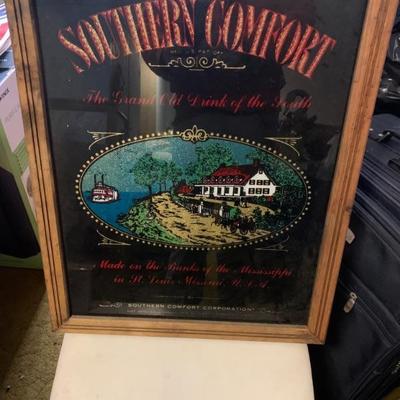 SOUTHERN COMFORT
The Grand Old Drink of the South
Made on the Banks of the Mississippi
in St. Louis Missouri, U.S.A.
SOUTHERN COMFORT CORPORATION